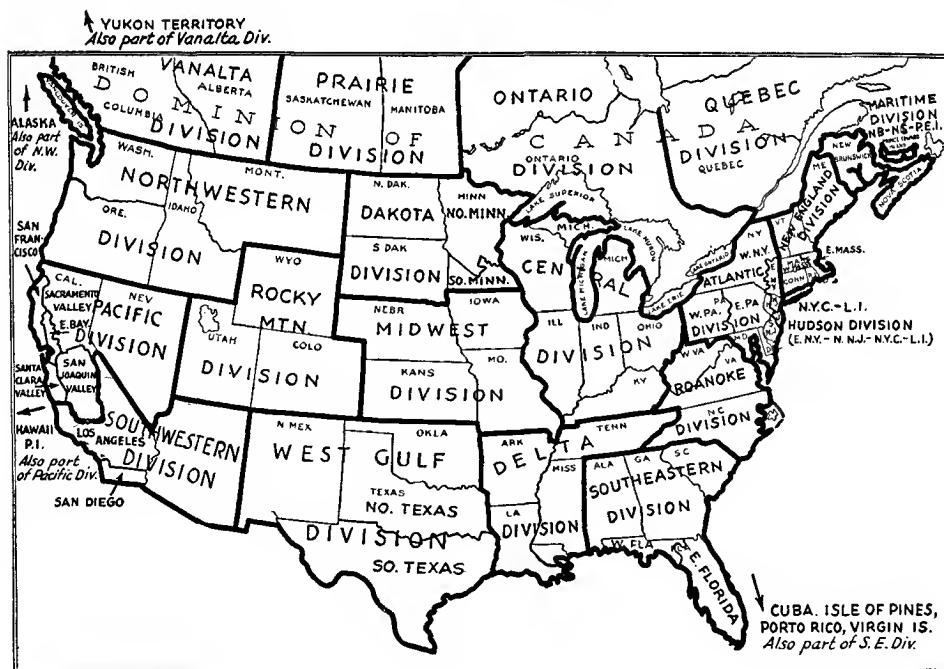 YUKON TERRITORY
Also part of Vanalta Div.
BRITISH
COLUMBIA
VANALTA
ALBERTA
DIVISION
PRAIRIE
SASKATCHEWAN
MANITOBA
DIVISION
DOMINION OF CANADA
ONTARIO
ONTARIO
DIVISION
QUEBEC
DIVISION
QUEBEC
MARITIME
DIVISION
NB-NS-P.E.I.
NEW
BRUNSWICK
NOVA SCOTIA
VANCOUVER IS.
ALASKA
Also part
of N.W. Div.
WASH.
MONT.
NORTHWESTERN
ORE.
IDAHO
DIVISION
N. DAK.
DAKOTA
S DAK
DIVISION
MINN
NO. MINN.
SO. MINN.
LAKE SUPERIOR
LAKE MICHIGAN
LAKE HURON
LAKE ONTARIO
LAKE ERIE
WIS.
MICH.
MICH
CENTRAL
ILL
IND
OHIO
DIVISION
KY
ME
VT
NEW ENGLAND
DIVISION
E. MASS.
W. MASS
CONN
NY
W.N.Y.
ATLANTIC
PA
W. PA.
E. PA
DIVISION
MD
N.Y.C.-L.I.
HUDSON DIVISION
(E. N.Y.- N. N.J.- N.Y.C.- L.I.)
SAN
FRAN-
CISCO
CAL.
SACRAMENTO
VALLEY
E. BAY
NEV
PACIFIC
DIVISION
SANTA
CLARA
VALLEY
SAN
JOAQUIN
VALLEY
HAWAII
P.I.
Also part
of Pacific Div.
LOS
ANGELES
SOUTHWESTERN
DIVISION
SAN DIEGO
WYO
ROCKY
MTN.
UTAH
COLO
DIVISION
NEBR
IOWA
MIDWEST
KANS
MO.
DIVISION
W VA
VA
ROANOKE
N C
DIVISION
N MEX
OKLA
WEST GULF
TEXAS
NO. TEXAS
DIVISION
SO. TEXAS
ARK
TENN
DELTA
MISS
LA
DIVISION
ALA
GA
S C
SOUTHEASTERN
DIVISION
W. FLA
E. FLORIDA
CUBA. ISLE OF PINES,
PORTO RICO, VIRGIN IS.
Also part of S.E. Div.